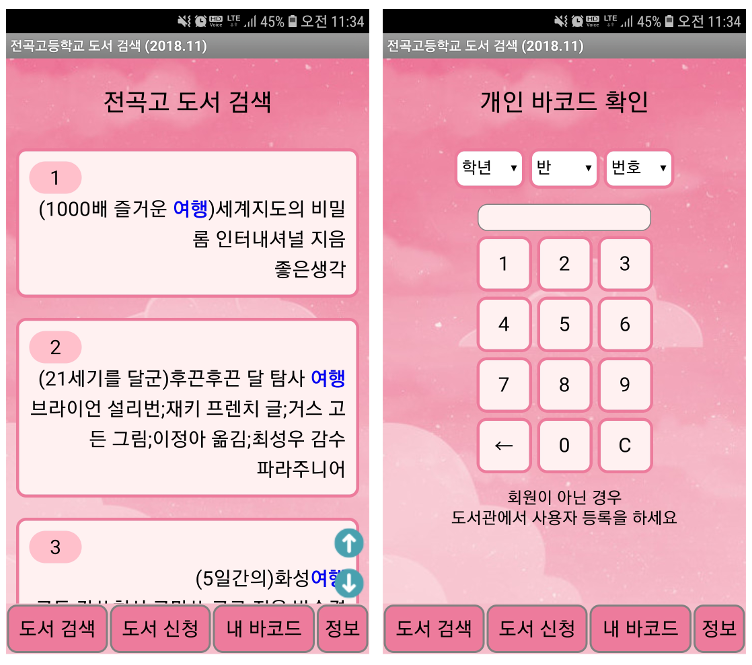 LTE 45% 오전 11:34
전곡고등학교 도서 검색 (2018.11)
전곡고 도서 검색
1
(1000배 즐거운 여행)세계지도의 비밀
롬 인터내셔널 지음
좋은생각
2
(21세기를 달군)후끈후끈 달 탐사 여행
브라이언 설리번;재키 프렌치 글;거스 고
든 그림;이정아 옮김;최성우 감수
파라주니어
3
(5일간의)화성여행
도서 검색 도서 신청 내 바코드 정보
LTE 45% 오전 11:34
전곡고등학교 도서 검색 (2018.11)
개인 바코드 확인
학년 반 번호
1 2 3
4 5 6
7 8 9
← 0 C
회원이 아닌 경우
도서관에서 사용자 등록을 하세요
도서 검색 도서 신청 내 바코드 정보